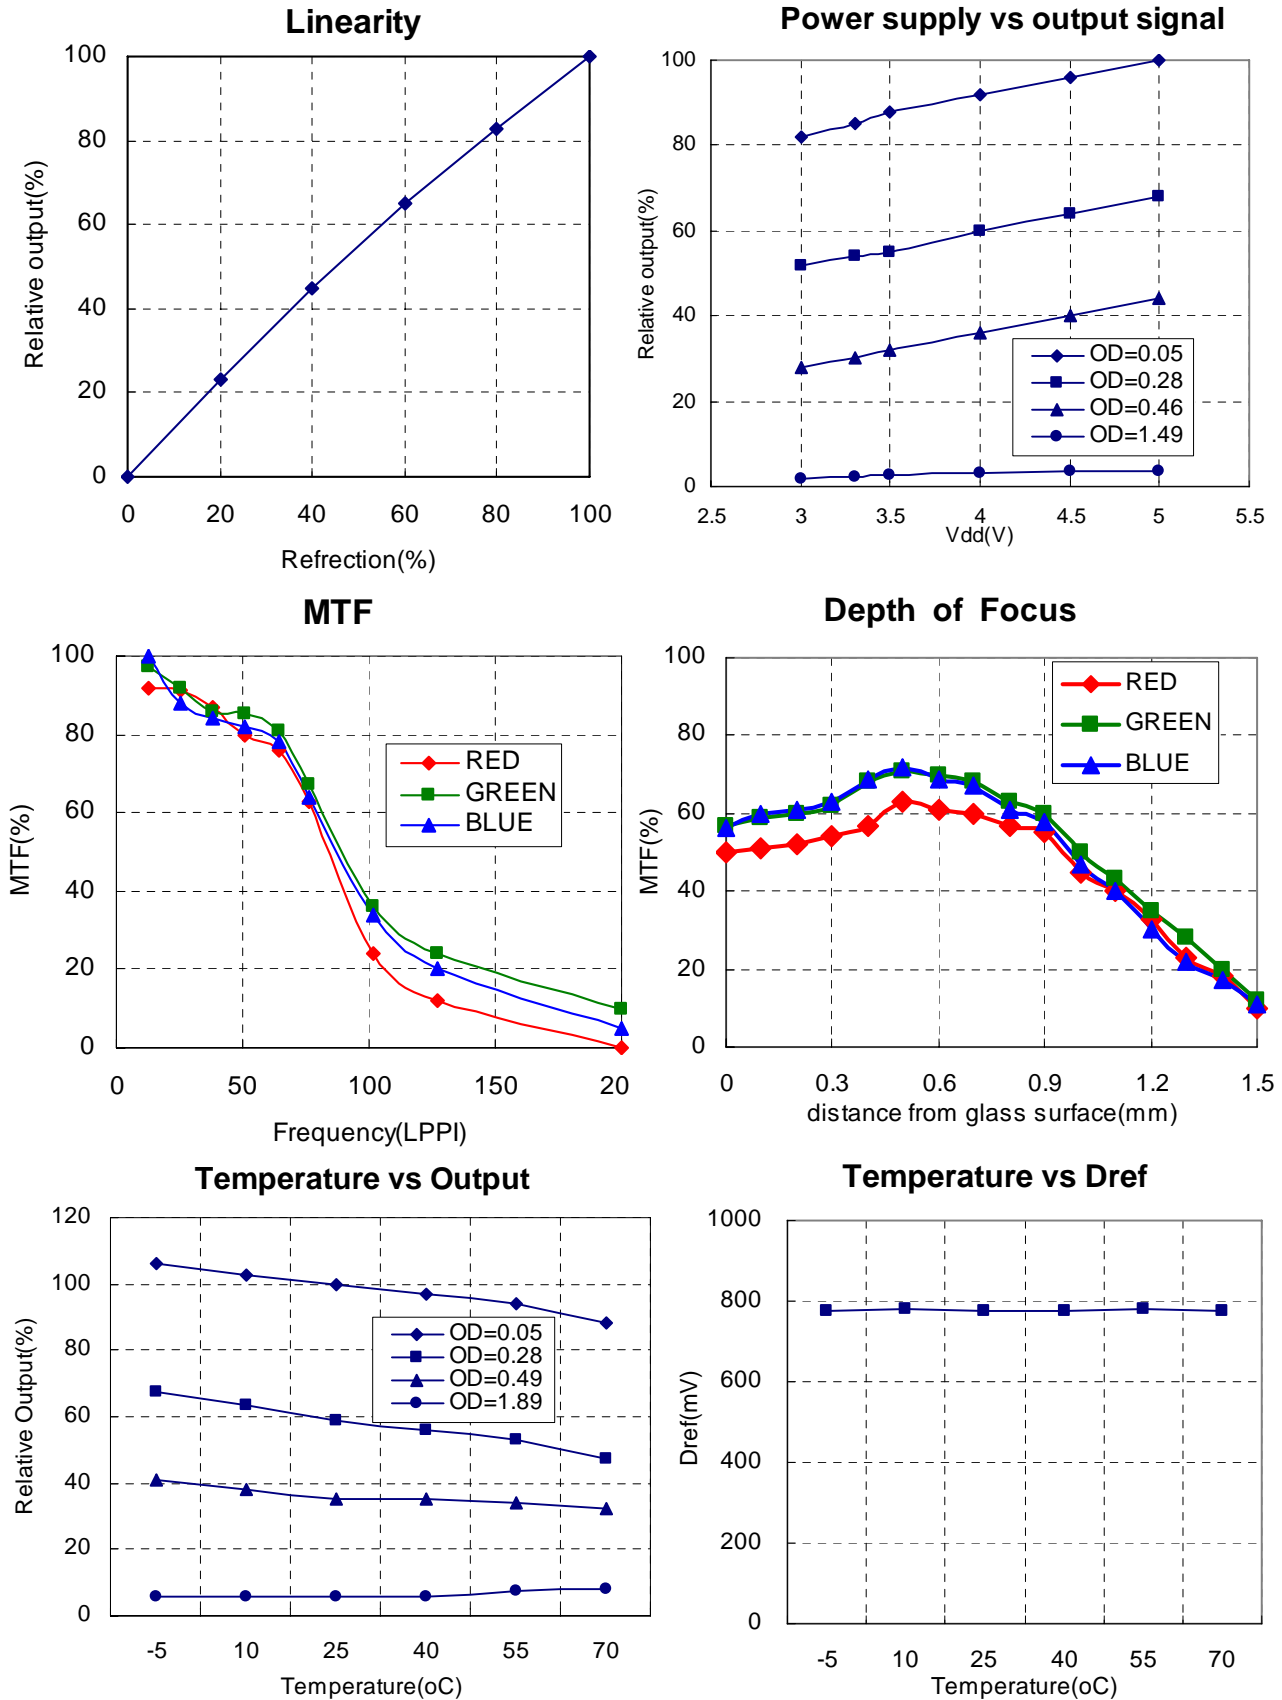 Linearity
100
80
60
40
20
0
0 20 40 60 80 100
Relative output(%)
Refrection(%)
Power supply vs output signal
100
80
60
40
20
0
2.5 3 3.5 4 4.5 5 5.5
Relative output(%)
Vdd(V)
OD=0.05
OD=0.28
OD=0.46
OD=1.49
MTF
100
80
60
40
20
0
0 50 100 150 20
MTF(%)
Frequency(LPPI)
RED
GREEN
BLUE
Depth of Focus
100
80
60
40
20
0
0 0.3 0.6 0.9 1.2 1.5
MTF(%)
distance from glass surface(mm)
RED
GREEN
BLUE
Temperature vs Output
120
100
80
60
40
20
0
-5 10 25 40 55 70
Relative Output(%)
Temperature(oC)
OD=0.05
OD=0.28
OD=0.49
OD=1.89
Temperature vs Dref
1000
800
600
400
200
0
-5 10 25 40 55 70
Dref(mV)
Temperature(oC)